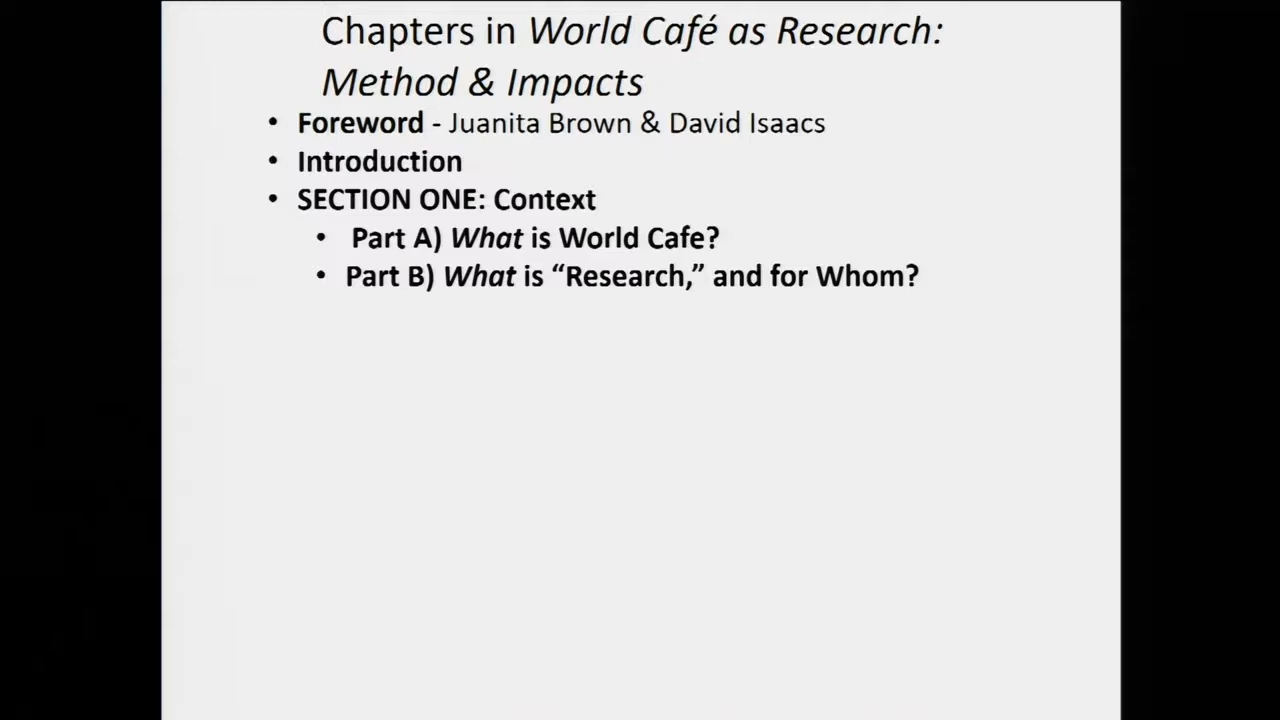 Chapters in World Café as Research:
Method & Impacts
• Foreword - Juanita Brown & David Isaacs
• Introduction
• SECTION ONE: Context
• Part A) What is World Cafe?
• Part B) What is “Research,” and for Whom?